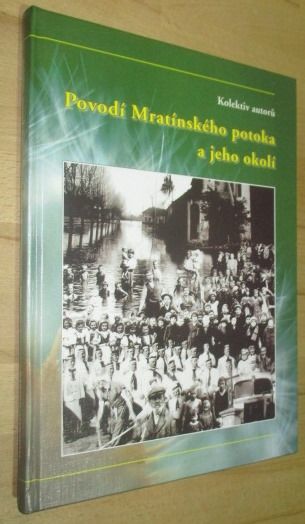 Kolektiv autorů
Povodí Mratínského potoka
a jeho okolí